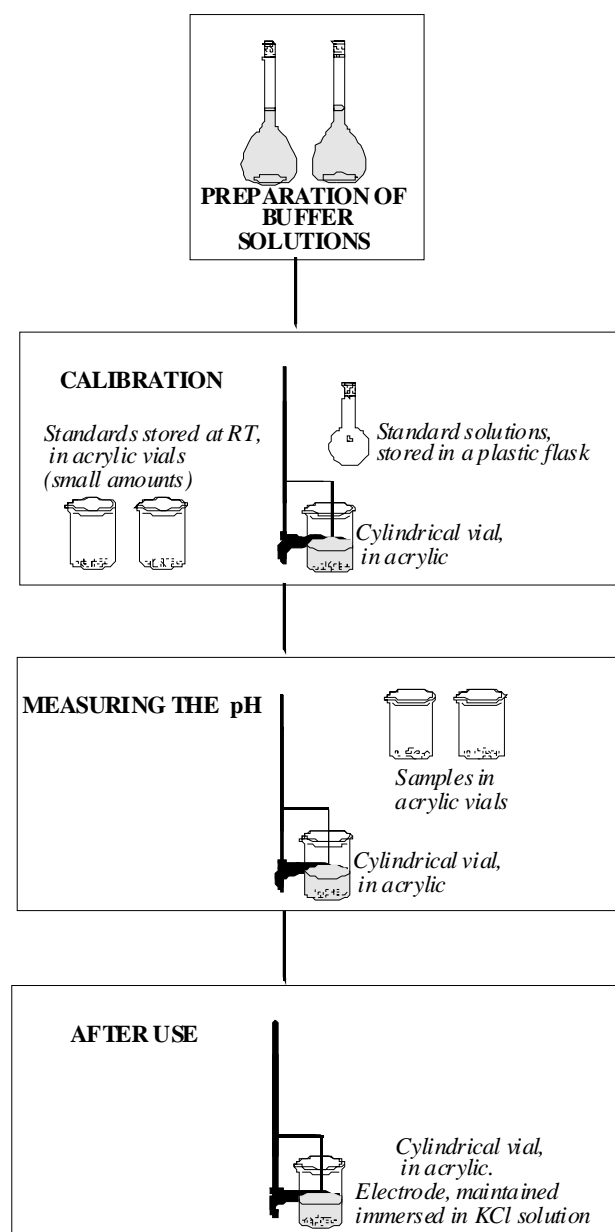 PREPARATION OF
BUFFER
SOLUTIONS
CALIBRATION
Standards stored at RT,
in acrylic vials
(small amounts)
Standard solutions,
stored in a plastic flask
Cylindrical vial,
in acrylic
MEASURING THE pH
Samples in
acrylic vials
Cylindrical vial,
in acrylic
AFTER USE
Cylindrical vial,
in acrylic.
Electrode, maintained
immersed in KCl solution